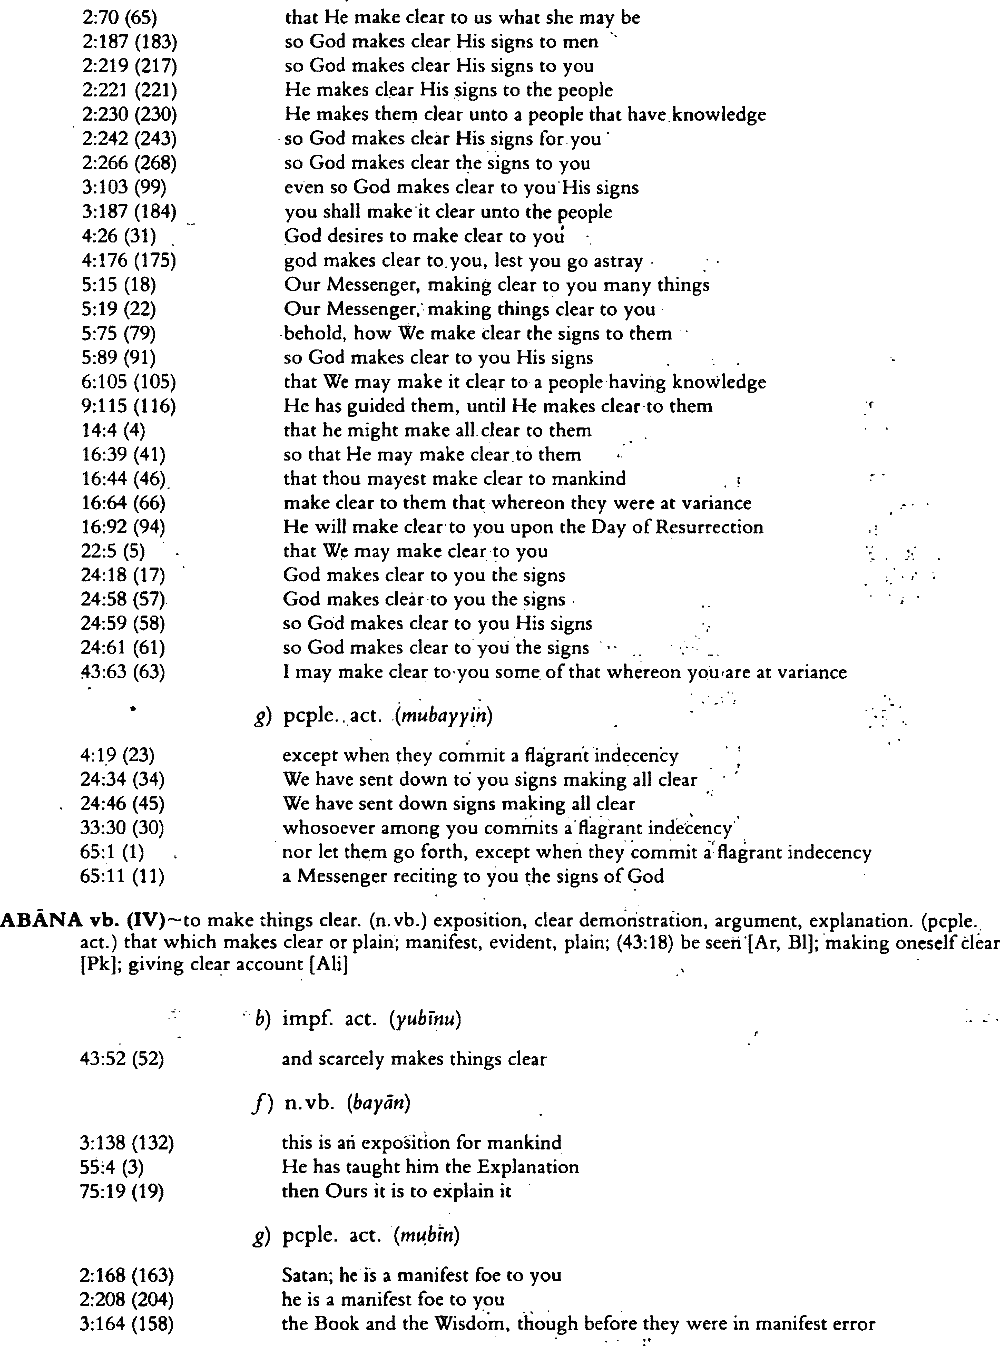 2:70 (65) that He make clear to us what she may be
2:187 (183) so God makes clear His signs to men
2:219 (217) so God makes clear His signs to you
2:221 (221) He makes clear His signs to the people
2:230 (230) He makes them clear unto a people that have knowledge
2:242 (243) so God makes clear His signs for you
2:266 (268) so God makes clear the signs to you
3:103 (99) even so God makes clear to you His signs
3:187 (184) you shall make it clear unto the people
4:26 (31) God desires to make clear to you
4:176 (175) god makes clear to you, lest you go astray
5:15 (18) Our Messenger, making clear to you many things
5:19 (22) Our Messenger, making things clear to you
5:75 (79) behold, how We make clear the signs to them
5:89 (91) so God makes clear to you His signs
6:105 (105) that We may make it clear to a people having knowledge
9:115 (116) He has guided them, until He makes clear to them
14:4 (4) that he might make all clear to them
16:39 (41) so that He may make clear to them
16:44 (46) that thou mayest make clear to mankind
16:64 (66) make clear to them that whereon they were at variance
16:92 (94) He will make clear to you upon the Day of Resurrection
22:5 (5) that We may make clear to you
24:18 (17) God makes clear to you the signs
24:58 (57) God makes clear to you the signs
24:59 (58) so God makes clear to you His signs
24:61 (61) so God makes clear to you the signs
43:63 (63) I may make clear to you some of that whereon you are at variance
g) pcple. act. (mubayyin)
4:19 (23) except when they commit a flagrant indecency
24:34 (34) We have sent down to you signs making all clear
24:46 (45) We have sent down signs making all clear
33:30 (30) whosoever among you commits a flagrant indecency
65:1 (1) nor let them go forth, except when they commit a flagrant indecency
65:11 (11) a Messenger reciting to you the signs of God
ABĀNA vb. (IV)~to make things clear. (n.vb.) exposition, clear demonstration, argument, explanation. (pcple.
act.) that which makes clear or plain; manifest, evident, plain; (43:18) be seen [Ar, Bl]; making oneself clear
[Pk]; giving clear account [Ali]
b) impf. act. (yubīnu)
43:52 (52) and scarcely makes things clear
f) n.vb. (bayān)
3:138 (132) this is an exposition for mankind
55:4 (3) He has taught him the Explanation
75:19 (19) then Ours it is to explain it
g) pcple. act. (mubīn)
2:168 (163) Satan; he is a manifest foe to you
2:208 (204) he is a manifest foe to you
3:164 (158) the Book and the Wisdom, though before they were in manifest error